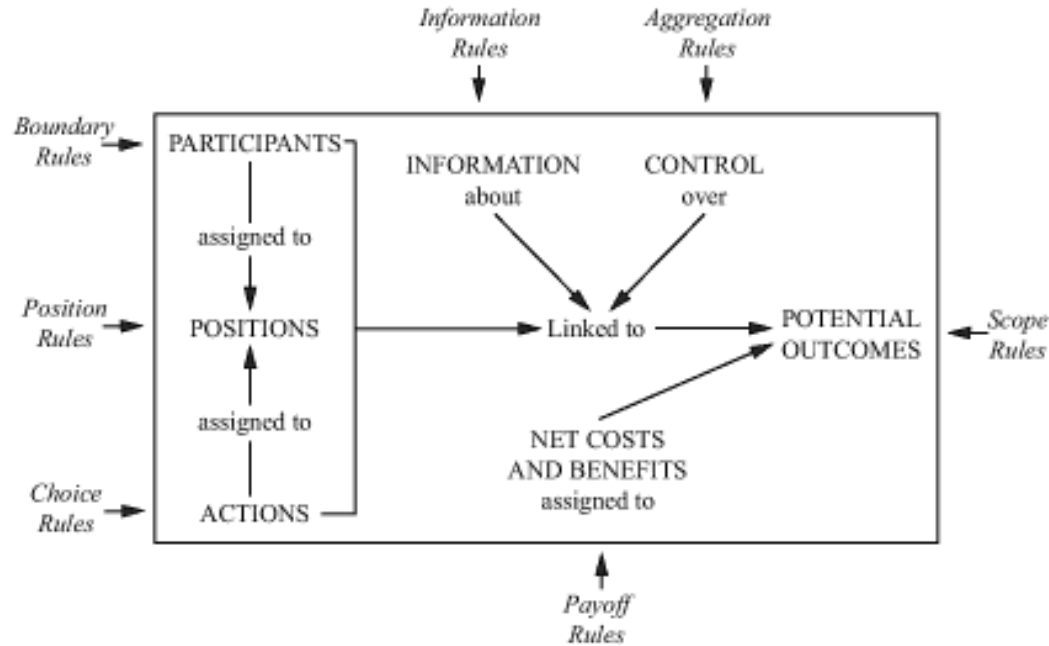 Information
Rules
Aggregation
Rules
Boundary
Rules
PARTICIPANTS
INFORMATION
about
CONTROL
over
assigned to
Position
Rules
POSITIONS
Linked to
POTENTIAL
OUTCOMES
Scope
Rules
assigned to
NET COSTS
AND BENEFITS
assigned to
Choice
Rules
ACTIONS
Payoff
Rules